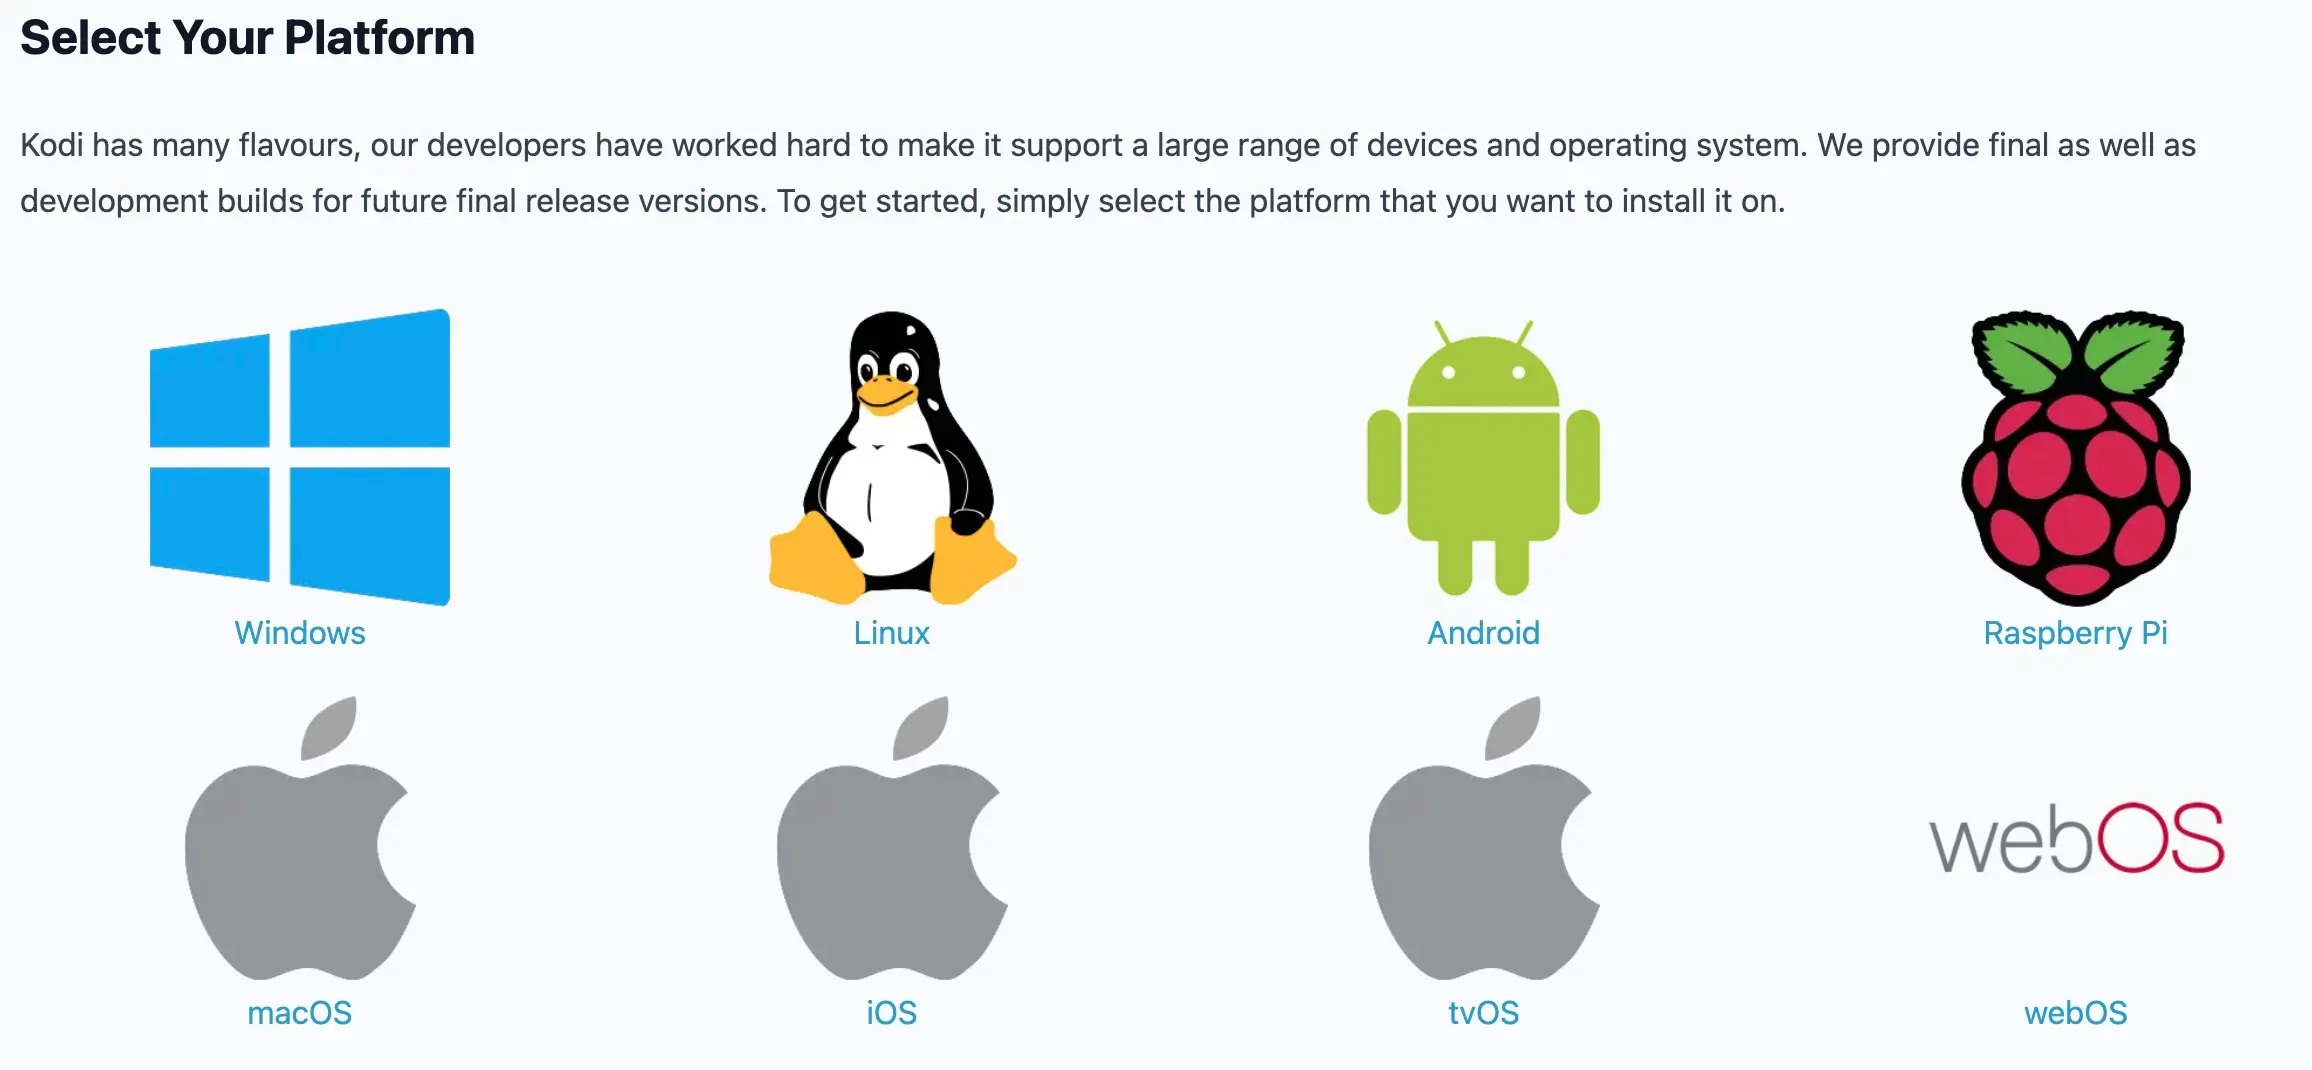 Select Your Platform
Kodi has many flavours, our developers have worked hard to make it support a large range of devices and operating system. We provide final as well as
development builds for future final release versions. To get started, simply select the platform that you want to install it on.
Windows
Linux
Android
Raspberry Pi
webOS
macOS
iOS
tvOS
webOS